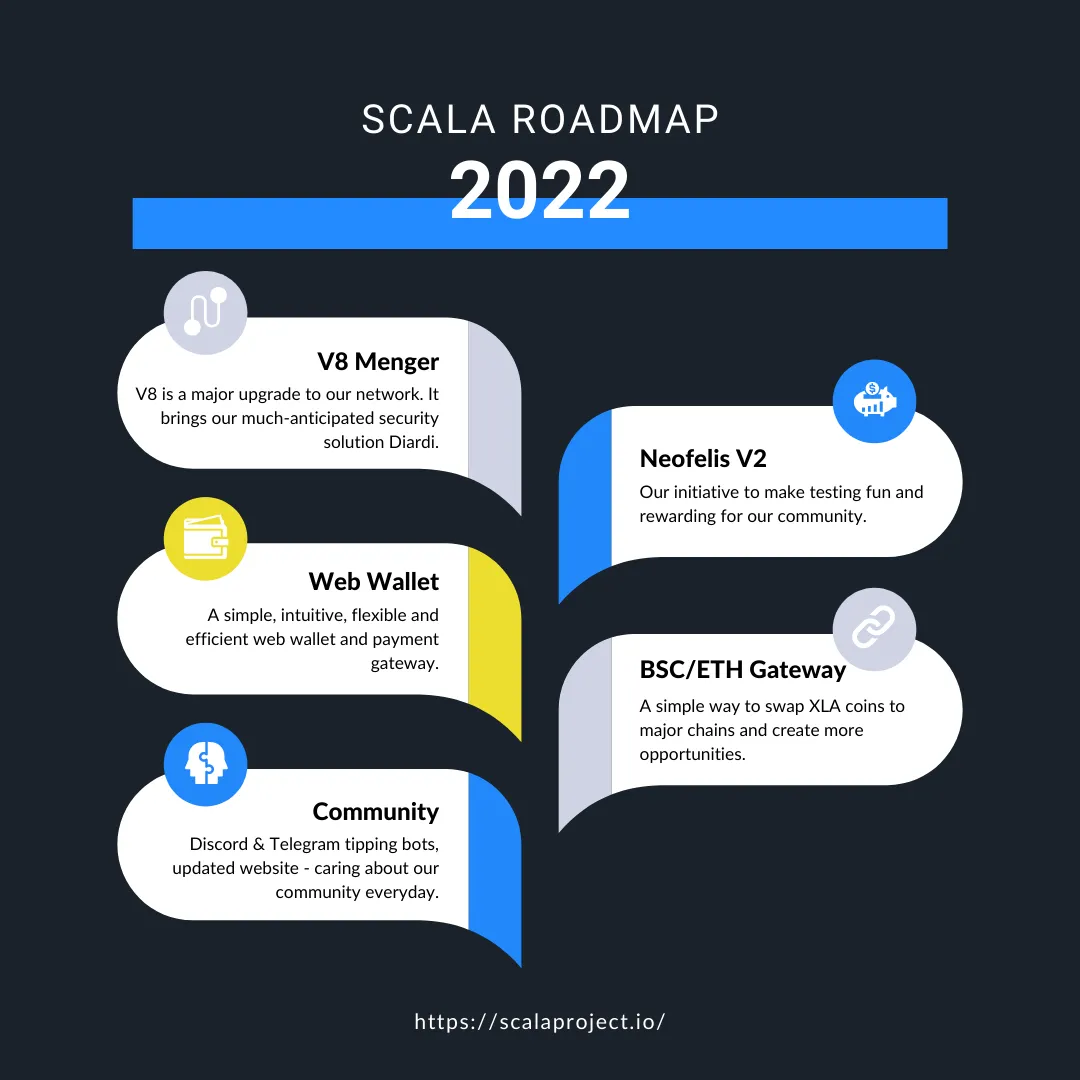 SCALA ROADMAP
2022
V8 Menger
V8 is a major upgrade to our network. It
brings our much-anticipated security
solution Diardi.
Neofelis V2
Our initiative to make testing fun and
rewarding for our community.
Web Wallet
A simple, intuitive, flexible and
efficient web wallet and payment
gateway.
BSC/ETH Gateway
A simple way to swap XLA coins to
major chains and create more
opportunities.
Community
Discord & Telegram tipping bots,
updated website - caring about our
community everyday.
https://scalaproject.io/